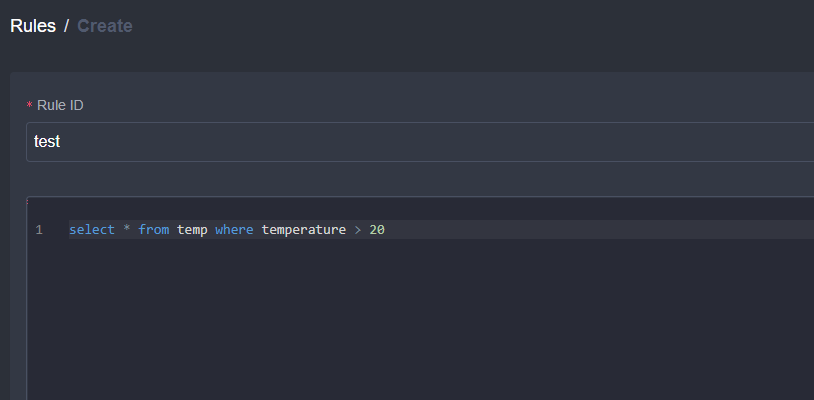 Rules / Create
* Rule ID
test
1 select * from temp where temperature > 20